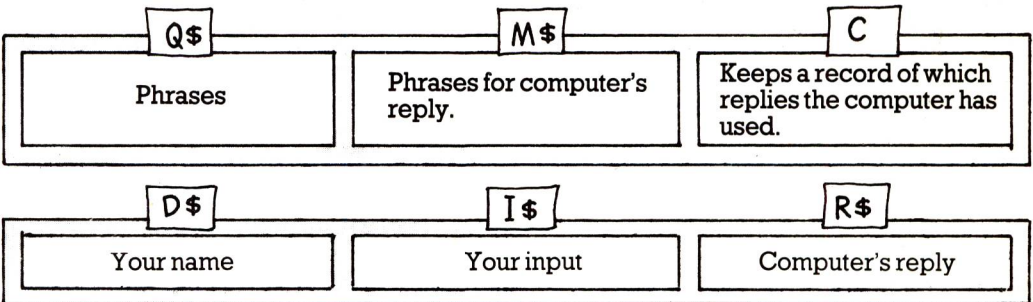 Q$
M$
C
Phrases
Phrases for computer's
reply.
Keeps a record of which
replies the computer has
used.
D$
I$
R$
Your name
Your input
Computer's reply